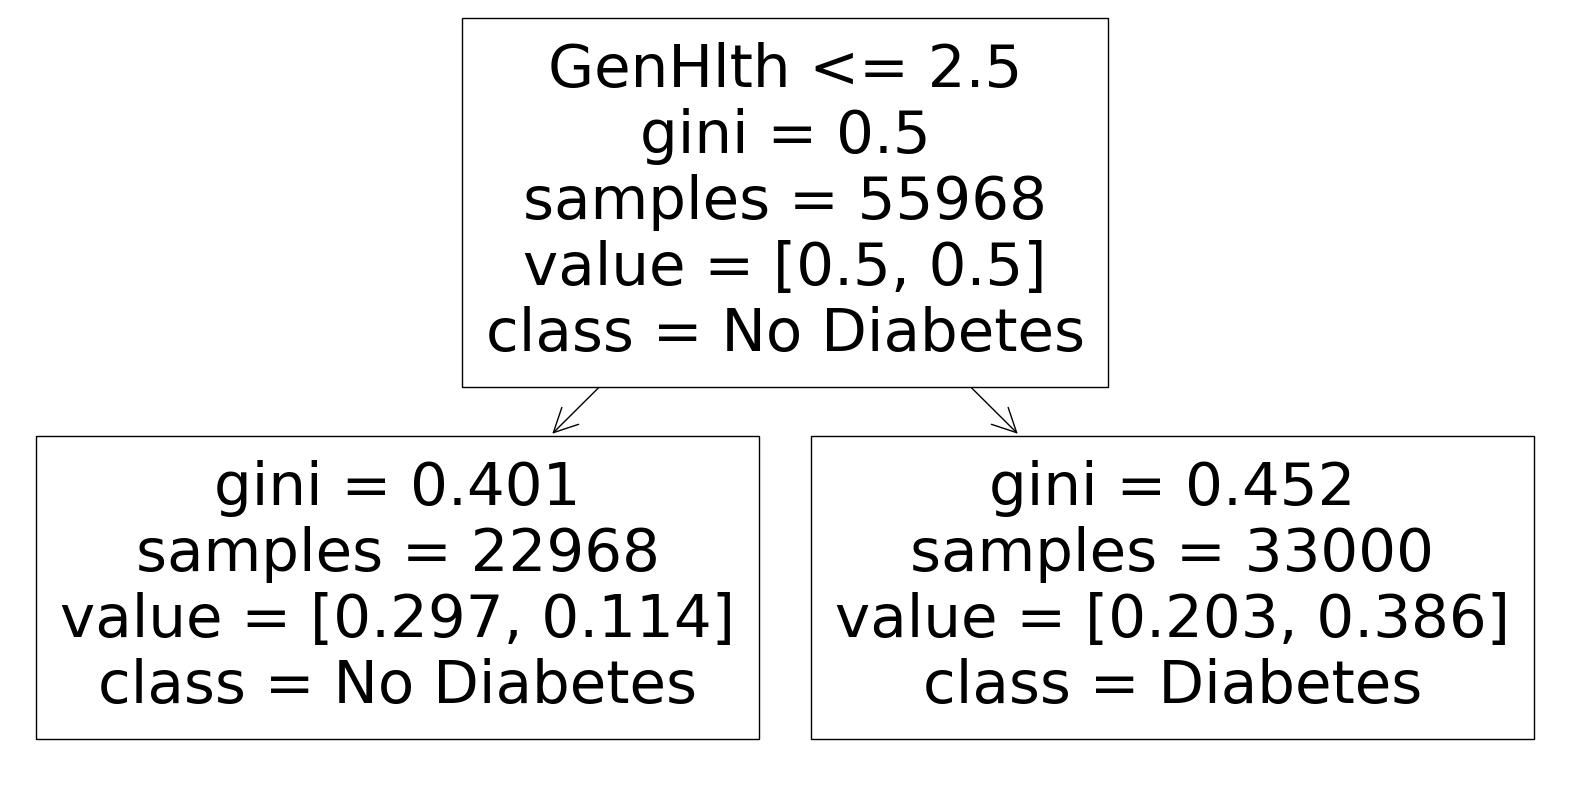 GenHlth <= 2.5
gini = 0.5
samples = 55968
value = [0.5, 0.5]
class = No Diabetes
gini = 0.401
samples = 22968
value = [0.297, 0.114]
class = No Diabetes
gini = 0.452
samples = 33000
value = [0.203, 0.386]
class = Diabetes